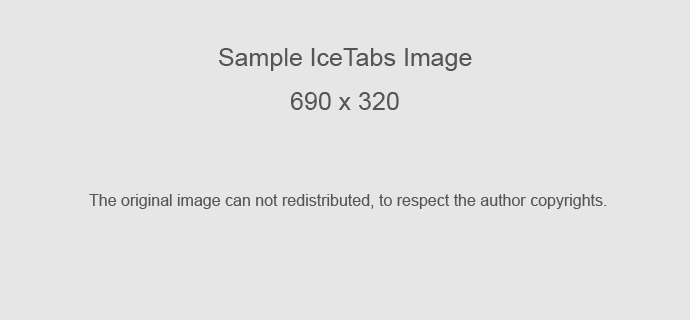 Sample IceTabs Image
690 x 320
The original image can not redistributed, to respect the author copyrights.